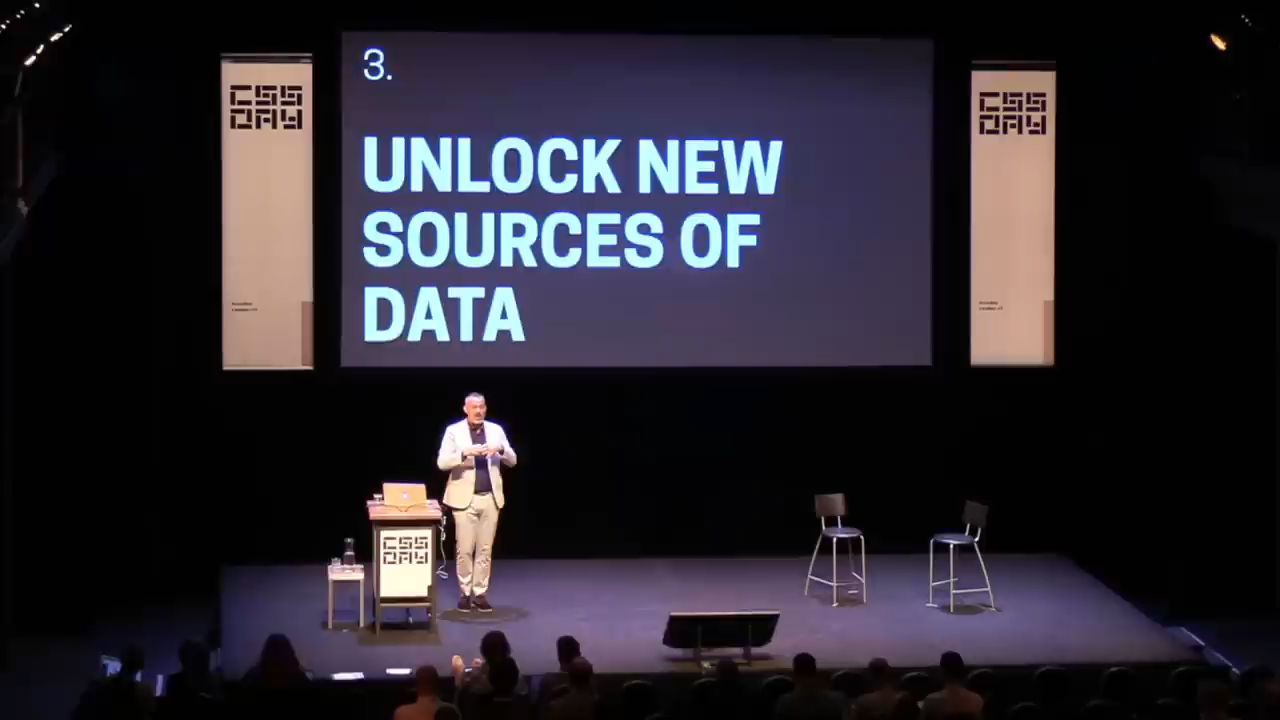 3.
UNLOCK NEW
SOURCES OF
DATA
CSS
DAY
CSS
DAY
CSS
DAY